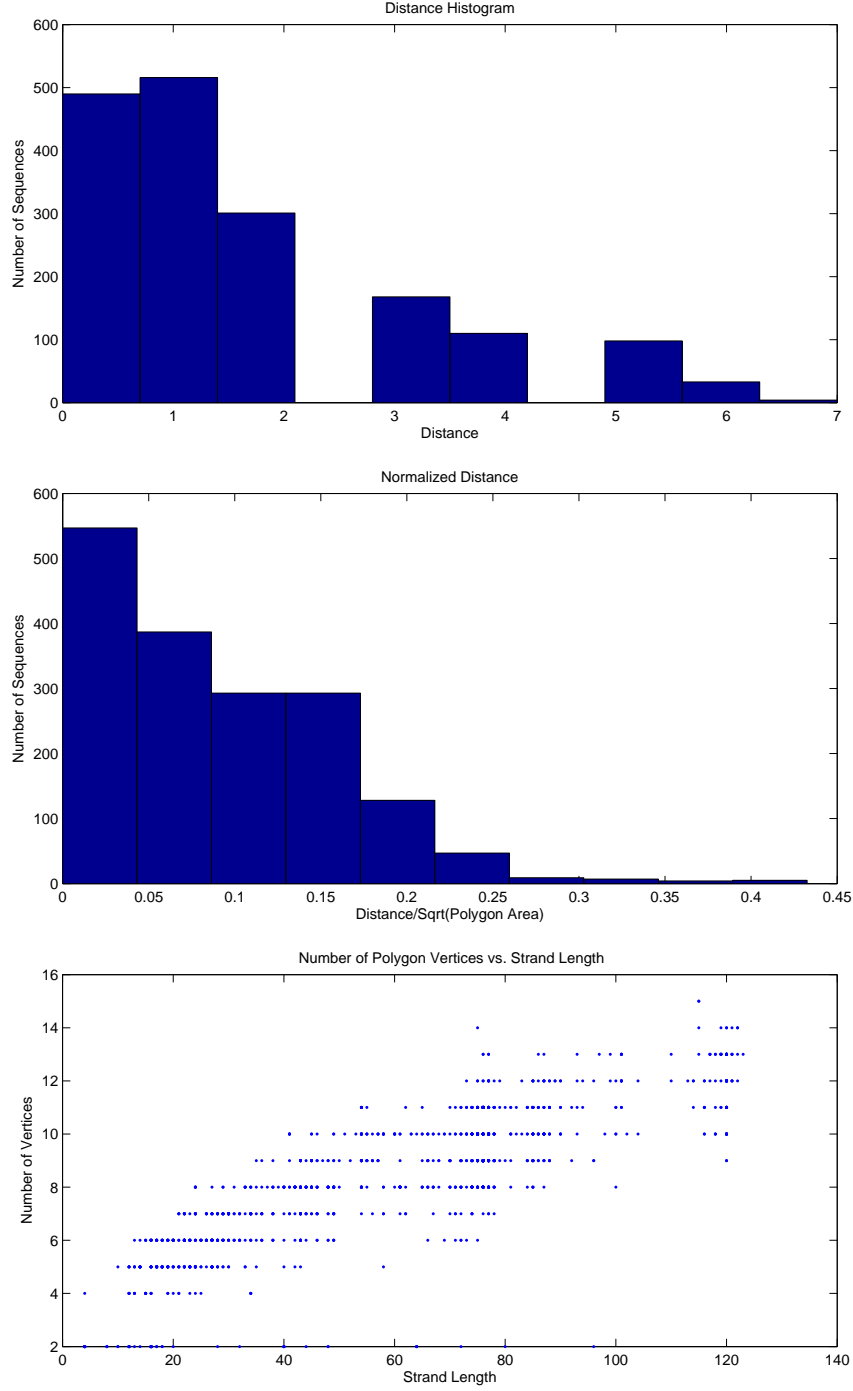 Distance Histogram
600
500
400
300
200
100
0
Number of Sequences
0 1 2 3 4 5 6 7
Distance
Normalized Distance
600
500
400
300
200
100
0
Number of Sequences
0 0.05 0.1 0.15 0.2 0.25 0.3 0.35 0.4 0.45
Distance/Sqrt(Polygon Area)
Number of Polygon Vertices vs. Strand Length
16
14
12
10
8
6
4
2
Number of Vertices
0 20 40 60 80 100 120 140
Strand Length